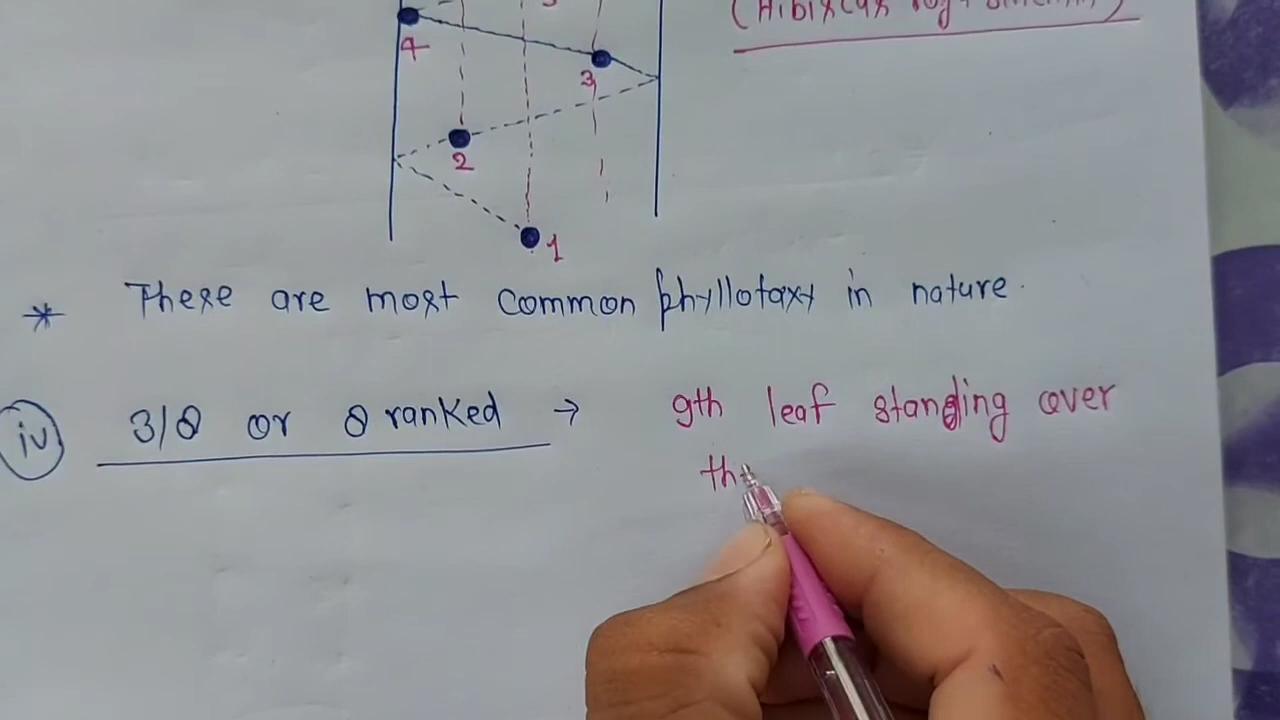 4
3
2
1
* These are most common phyllotaxy in nature.
iv 3/8 or 8 ranked → 9th leaf standing over
th